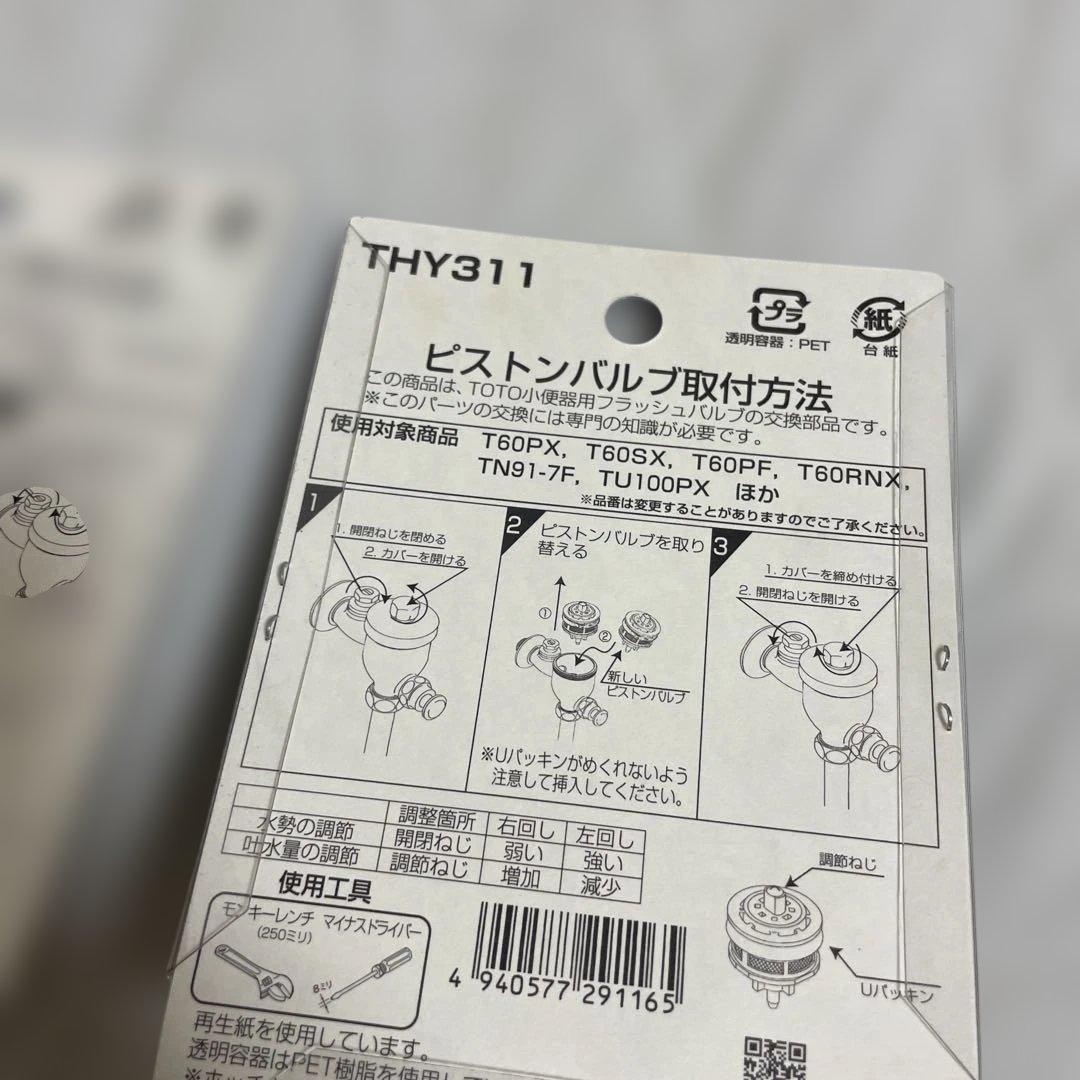 THY311
プラ
透明容器：PET
紙
台紙
ピストンバルブ取付方法
この商品は、TOTO小便器用フラッシュバルブの交換部品です。
※このパーツの交換には専門の知識が必要です。
使用対象商品 T60PX, T60SX, T60PF, T60RNX,
TN91-7F, TU100PX ほか
※品番は変更することがありますのでご了承ください。
1
1. 開閉ねじを閉める
2. カバーを開ける
2
ピストンバルブを取り
替える
①
②
新しい
ピストンバルブ
※Uパッキンがめくれないよう
注意して挿入してください。
3
1. カバーを締め付ける
2. 開閉ねじを開ける
調整箇所 右回し 左回し
水勢の調節 開閉ねじ 弱い 強い
吐水量の調節 調節ねじ 増加 減少
使用工具
モンキーレンチ マイナスドライバー
(250ミリ)
8ミリ
4 940577 291165
調節ねじ
Uパッキン
再生紙を使用しています。
透明容器はPET樹脂を使用して